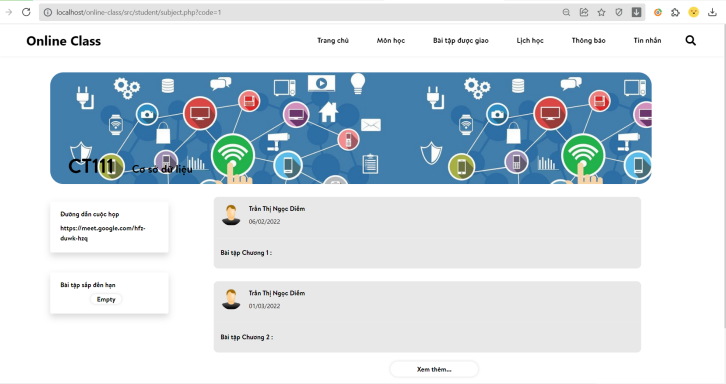 localhost/online-class/src/student/subject.php?code=1
Online Class
Trang chủ
Môn học
Bài tập được giao
Lịch học
Thông báo
Tin nhắn
CT111
Cơ sở dữ liệu
Đường dẫn cuộc họp
https://meet.google.com/hfz-
duwk-hzq
Bài tập sắp đến hạn
Empty
Trần Thị Ngọc Diễm
06/02/2022
Bài tập Chương 1 :
Trần Thị Ngọc Diễm
01/03/2022
Bài tập Chương 2 :
Xem thêm...